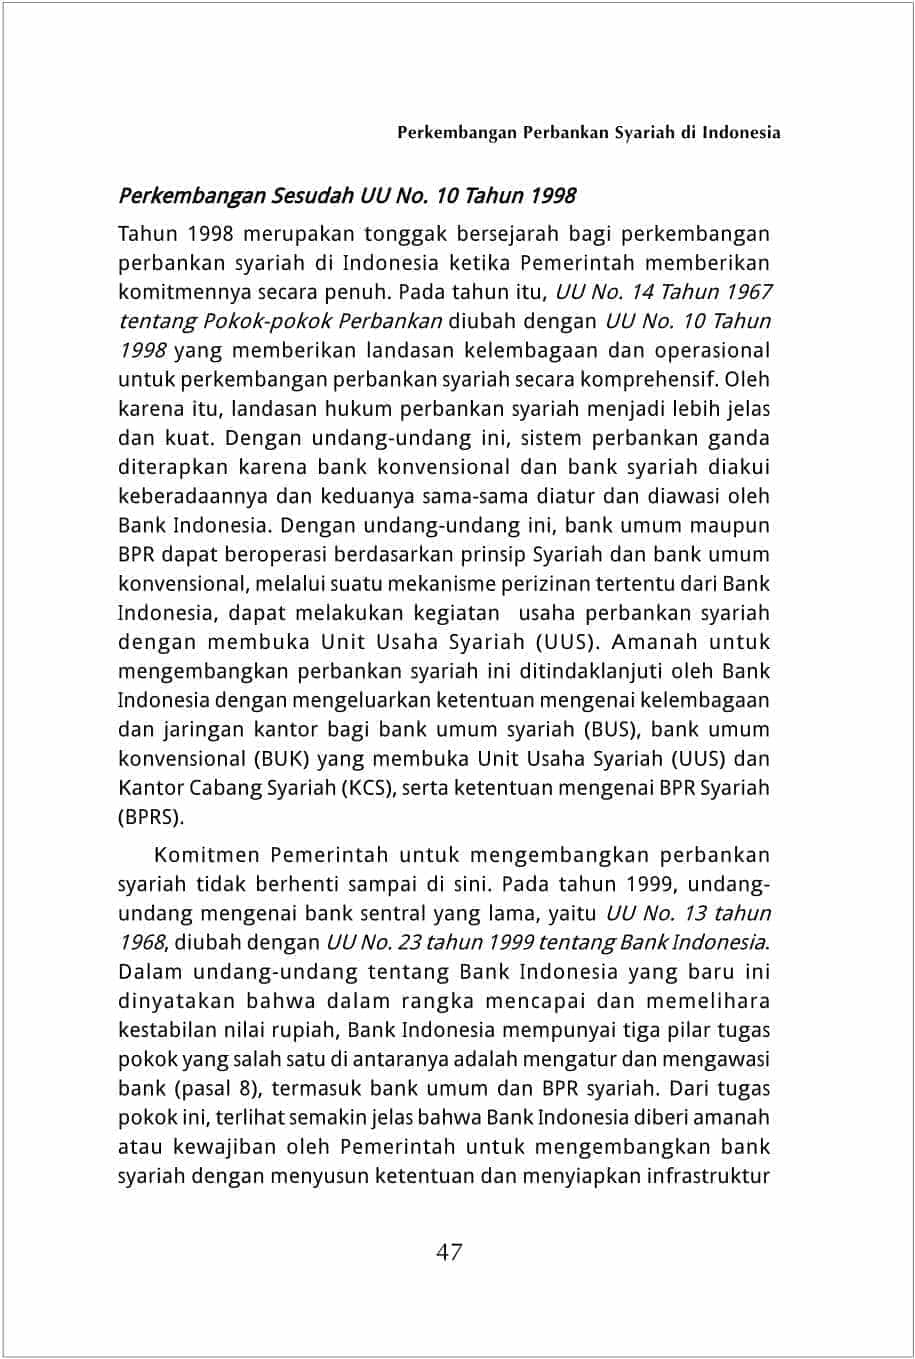 Perkembangan Perbankan Syariah di Indonesia
Perkembangan Sesudah UU No. 10 Tahun 1998
Tahun 1998 merupakan tonggak bersejarah bagi perkembangan
perbankan syariah di Indonesia ketika Pemerintah memberikan
komitmennya secara penuh. Pada tahun itu, UU No. 14 Tahun 1967
tentang Pokok-pokok Perbankan diubah dengan UU No. 10 Tahun
1998 yang memberikan landasan kelembagaan dan operasional
untuk perkembangan perbankan syariah secara komprehensif. Oleh
karena itu, landasan hukum perbankan syariah menjadi lebih jelas
dan kuat. Dengan undang-undang ini, sistem perbankan ganda
diterapkan karena bank konvensional dan bank syariah diakui
keberadaannya dan keduanya sama-sama diatur dan diawasi oleh
Bank Indonesia. Dengan undang-undang ini, bank umum maupun
BPR dapat beroperasi berdasarkan prinsip Syariah dan bank umum
konvensional, melalui suatu mekanisme perizinan tertentu dari Bank
Indonesia, dapat melakukan kegiatan usaha perbankan syariah
dengan membuka Unit Usaha Syariah (UUS). Amanah untuk
mengembangkan perbankan syariah ini ditindaklanjuti oleh Bank
Indonesia dengan mengeluarkan ketentuan mengenai kelembagaan
dan jaringan kantor bagi bank umum syariah (BUS), bank umum
konvensional (BUK) yang membuka Unit Usaha Syariah (UUS) dan
Kantor Cabang Syariah (KCS), serta ketentuan mengenai BPR Syariah
(BPRS).
Komitmen Pemerintah untuk mengembangkan perbankan
syariah tidak berhenti sampai di sini. Pada tahun 1999, undang-
undang mengenai bank sentral yang lama, yaitu UU No. 13 tahun
1968, diubah dengan UU No. 23 tahun 1999 tentang Bank Indonesia.
Dalam undang-undang tentang Bank Indonesia yang baru ini
dinyatakan bahwa dalam rangka mencapai dan memelihara
kestabilan nilai rupiah, Bank Indonesia mempunyai tiga pilar tugas
pokok yang salah satu di antaranya adalah mengatur dan mengawasi
bank (pasal 8), termasuk bank umum dan BPR syariah. Dari tugas
pokok ini, terlihat semakin jelas bahwa Bank Indonesia diberi amanah
atau kewajiban oleh Pemerintah untuk mengembangkan bank
syariah dengan menyusun ketentuan dan menyiapkan infrastruktur
47